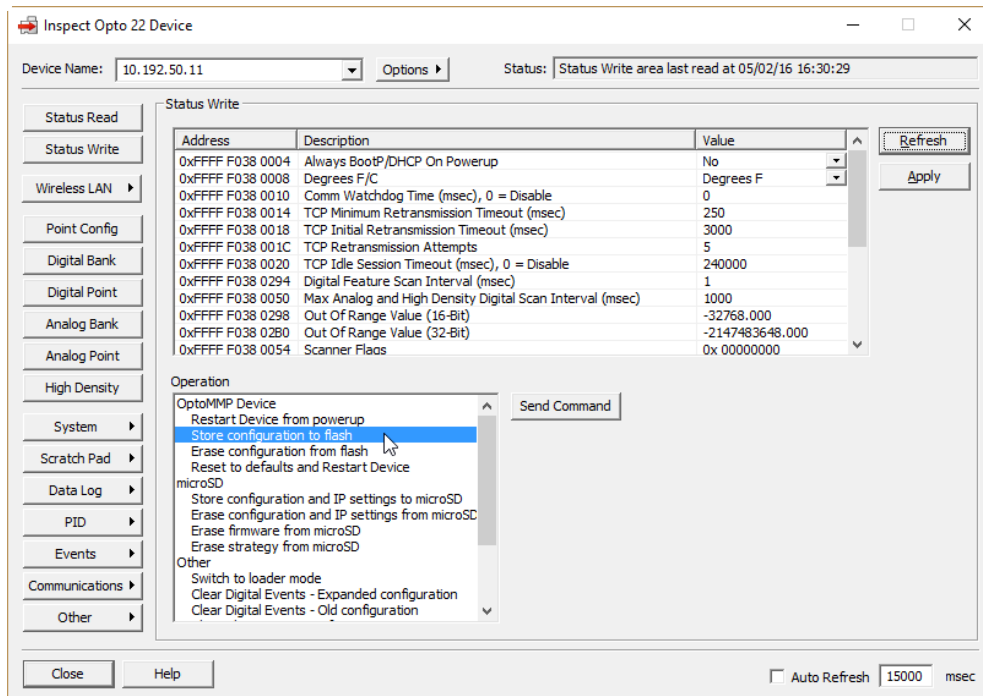 Inspect Opto 22 Device
Device Name: 10.192.50.11 Options Status: Status Write area last read at 05/02/16 16:30:29
Status Read
Status Write
Wireless LAN
Point Config
Digital Bank
Digital Point
Analog Bank
Analog Point
High Density
System
Scratch Pad
Data Log
PID
Events
Communications
Other
Status Write
Address Description Value
0xFFFF F038 0004 Always BootP/DHCP On Powerup No
0xFFFF F038 0008 Degrees F/C Degrees F
0xFFFF F038 0010 Comm Watchdog Time (msec), 0 = Disable 0
0xFFFF F038 0014 TCP Minimum Retransmission Timeout (msec) 250
0xFFFF F038 0018 TCP Initial Retransmission Timeout (msec) 3000
0xFFFF F038 001C TCP Retransmission Attempts 5
0xFFFF F038 0020 TCP Idle Session Timeout (msec), 0 = Disable 240000
0xFFFF F038 0294 Digital Feature Scan Interval (msec) 1
0xFFFF F038 0050 Max Analog and High Density Digital Scan Interval (msec) 1000
0xFFFF F038 0298 Out Of Range Value (16-Bit) -32768.000
0xFFFF F038 02B0 Out Of Range Value (32-Bit) -2147483648.000
0xFFFF F038 0054 Scanner Flags 0x 00000000
Refresh
Apply
Operation
OptoMMP Device
Restart Device from powerup
Store configuration to flash
Erase configuration from flash
Reset to defaults and Restart Device
microSD
Store configuration and IP settings to microSD
Erase configuration and IP settings from microSD
Erase firmware from microSD
Erase strategy from microSD
Other
Switch to loader mode
Clear Digital Events - Expanded configuration
Clear Digital Events - Old configuration
Send Command
Close Help Auto Refresh 15000 msec